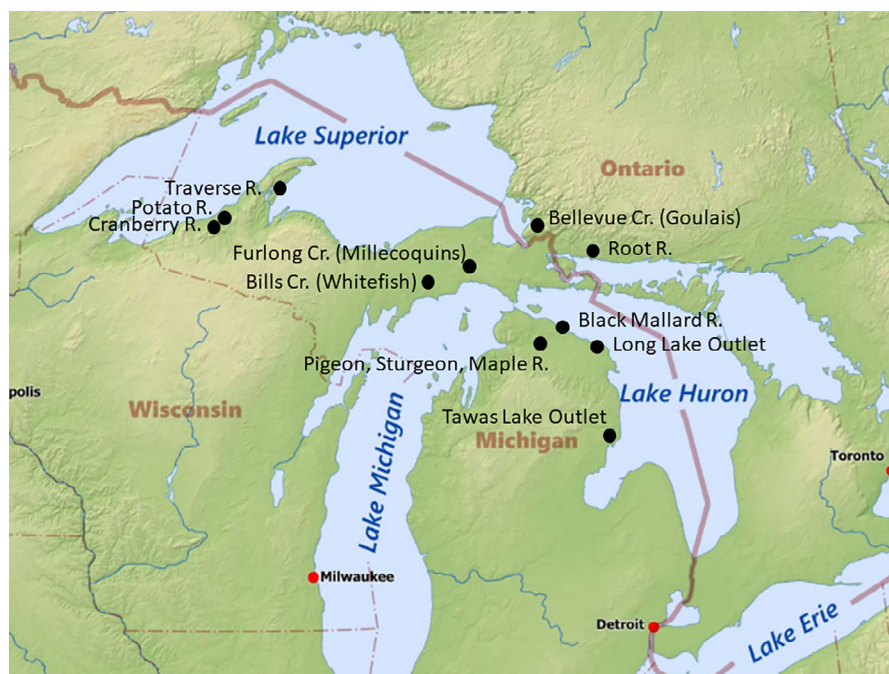 CANADA
Lake Superior
Ontario
Traverse R.
Potato R.
Cranberry R.
Bellevue Cr. (Goulais)
Root R.
Furlong Cr. (Millecoquins)
Bills Cr. (Whitefish)
Black Mallard R.
Long Lake Outlet
Pigeon, Sturgeon, Maple R.
polis
Wisconsin
Lake Michigan
Lake Huron
Tawas Lake Outlet
Michigan
Toronto
Milwaukee
Detroit
Lake Erie